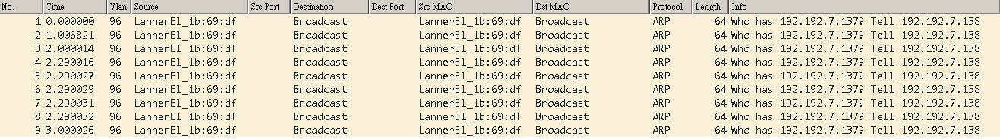 No. Time Vlan Source Src Port Destination Dest Port Src MAC Dst MAC Protocol Length Info
1 0.000000 96 LannerEl_1b:69:df Broadcast LannerEl_1b:69:df Broadcast ARP 64 Who has 192.192.7.137? Tell 192.192.7.138
2 1.006821 96 LannerEl_1b:69:df Broadcast LannerEl_1b:69:df Broadcast ARP 64 Who has 192.192.7.137? Tell 192.192.7.138
3 2.000014 96 LannerEl_1b:69:df Broadcast LannerEl_1b:69:df Broadcast ARP 64 Who has 192.192.7.137? Tell 192.192.7.138
4 2.290016 96 LannerEl_1b:69:df Broadcast LannerEl_1b:69:df Broadcast ARP 64 Who has 192.192.7.137? Tell 192.192.7.138
5 2.290027 96 LannerEl_1b:69:df Broadcast LannerEl_1b:69:df Broadcast ARP 64 Who has 192.192.7.137? Tell 192.192.7.138
6 2.290029 96 LannerEl_1b:69:df Broadcast LannerEl_1b:69:df Broadcast ARP 64 Who has 192.192.7.137? Tell 192.192.7.138
7 2.290031 96 LannerEl_1b:69:df Broadcast LannerEl_1b:69:df Broadcast ARP 64 Who has 192.192.7.137? Tell 192.192.7.138
8 2.290032 96 LannerEl_1b:69:df Broadcast LannerEl_1b:69:df Broadcast ARP 64 Who has 192.192.7.137? Tell 192.192.7.138
9 3.000026 96 LannerEl_1b:69:df Broadcast LannerEl_1b:69:df Broadcast ARP 64 Who has 192.192.7.137? Tell 192.192.7.138